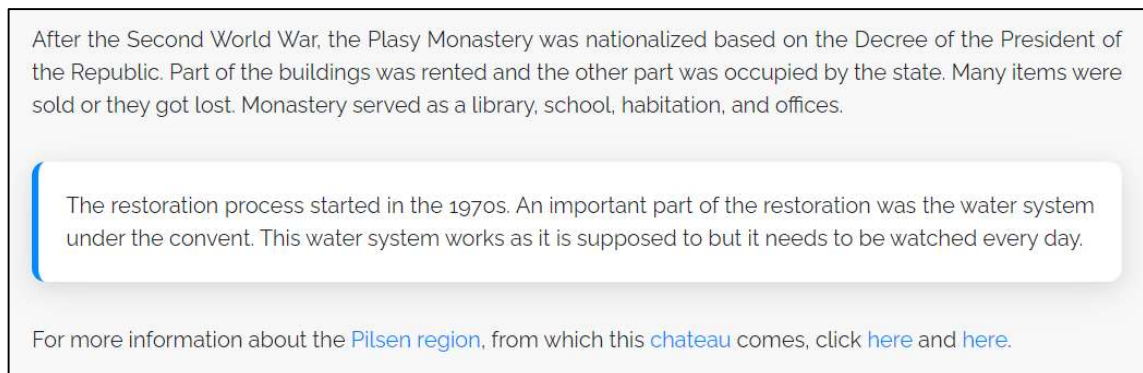 After the Second World War, the Plasy Monastery was nationalized based on the Decree of the President of
the Republic. Part of the buildings was rented and the other part was occupied by the state. Many items were
sold or they got lost. Monastery served as a library, school, habitation, and offices.
The restoration process started in the 1970s. An important part of the restoration was the water system
under the convent. This water system works as it is supposed to but it needs to be watched every day.
For more information about the Pilsen region, from which this chateau comes, click here and here.